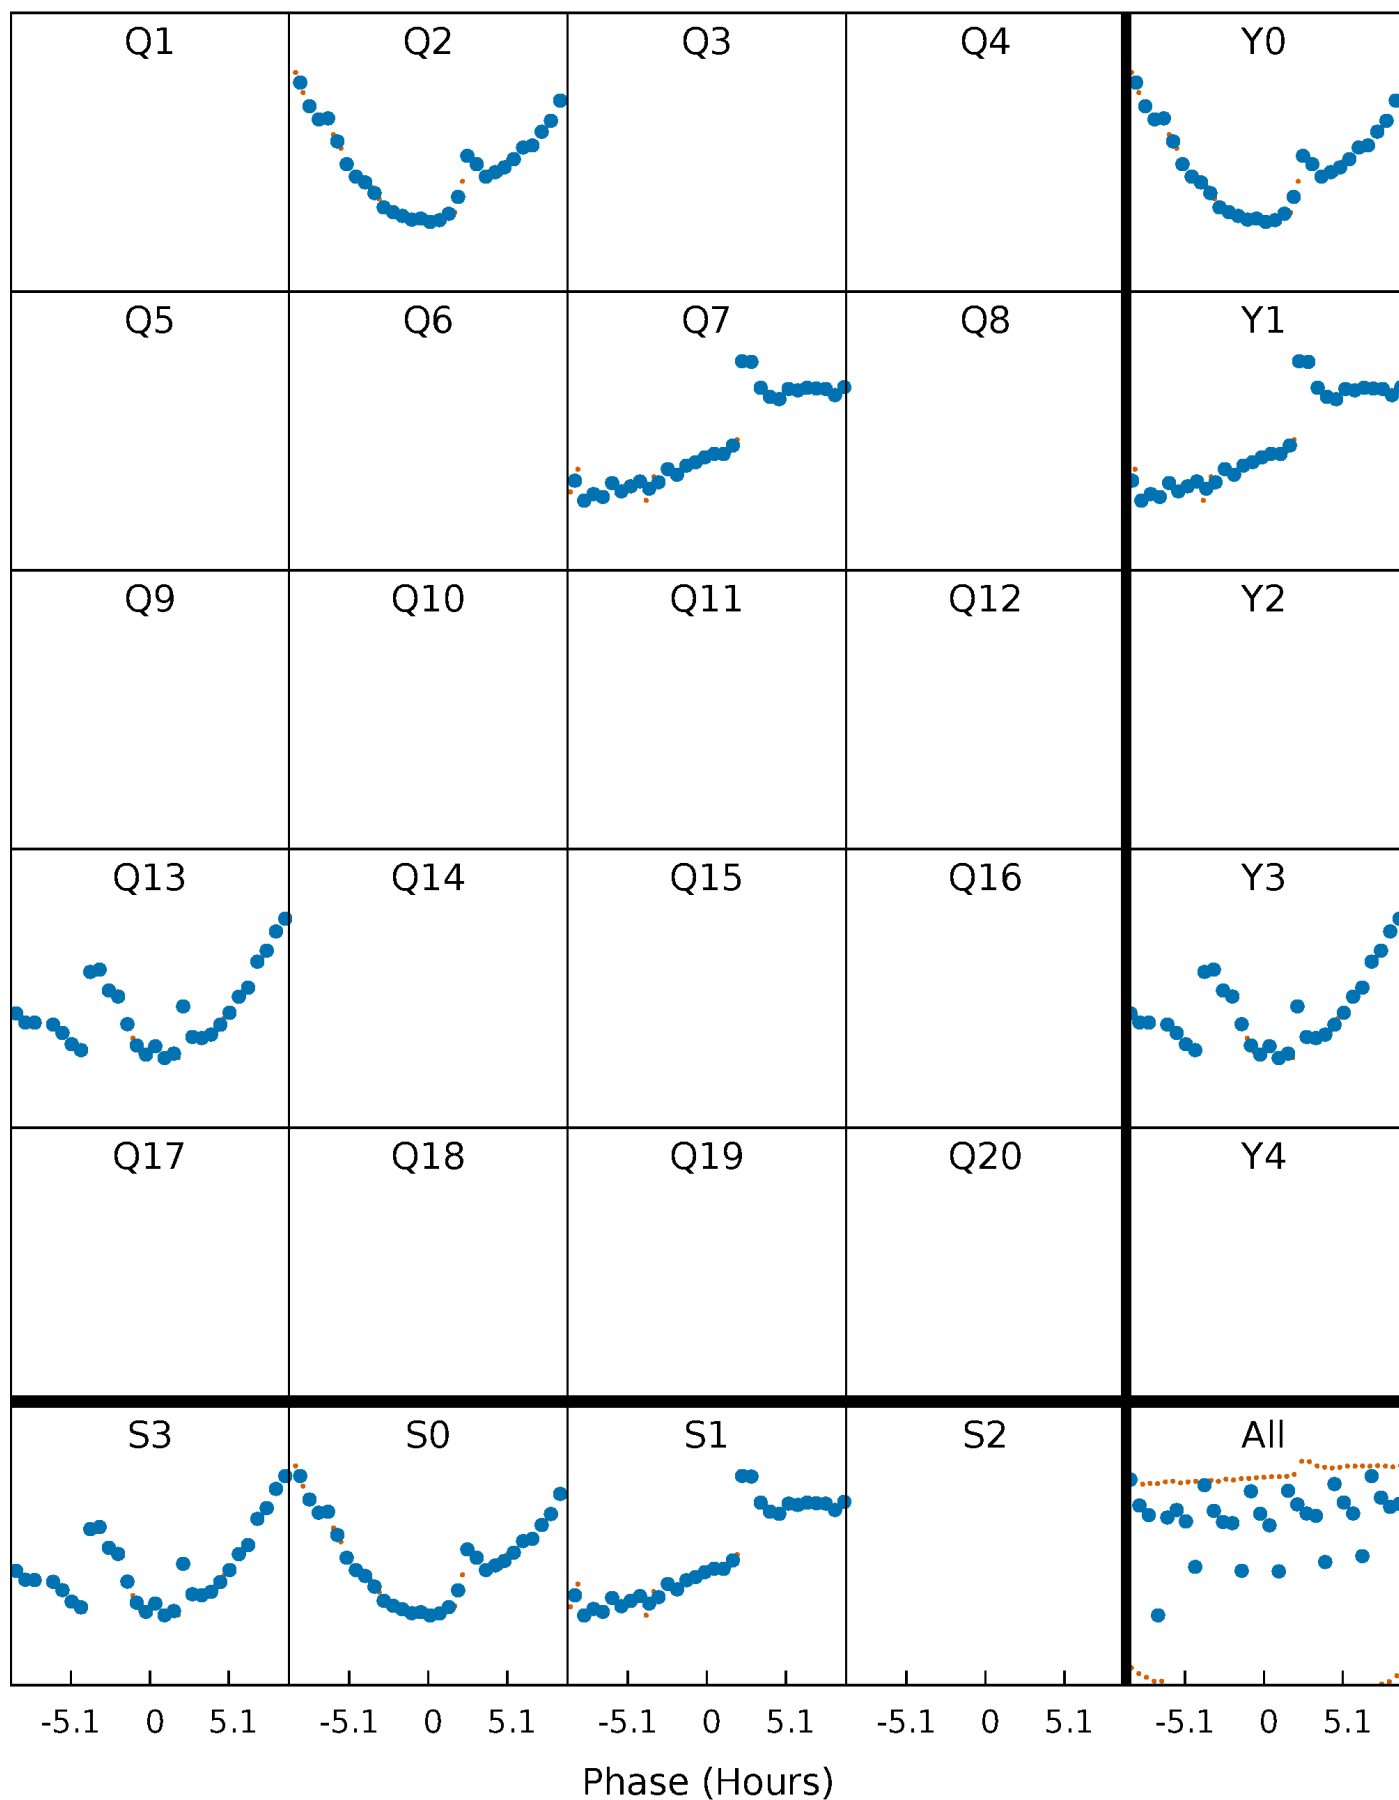 Q1 Q2 Q3 Q4 Y0
Q5 Q6 Q7 Q8 Y1
Q9 Q10 Q11 Q12 Y2
Q13 Q14 Q15 Q16 Y3
Q17 Q18 Q19 Q20 Y4
S3 S0 S1 S2 All
-5.1 0 5.1 -5.1 0 5.1 -5.1 0 5.1 -5.1 0 5.1 -5.1 0 5.1
Phase (Hours)